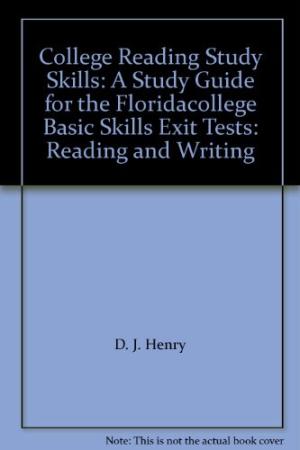 College Reading Study
Skills: A Study Guide
for the Floridacollege
Basic Skills Exit Tests:
Reading and Writing
D. J. Henry
Note: This is not the actual book cover